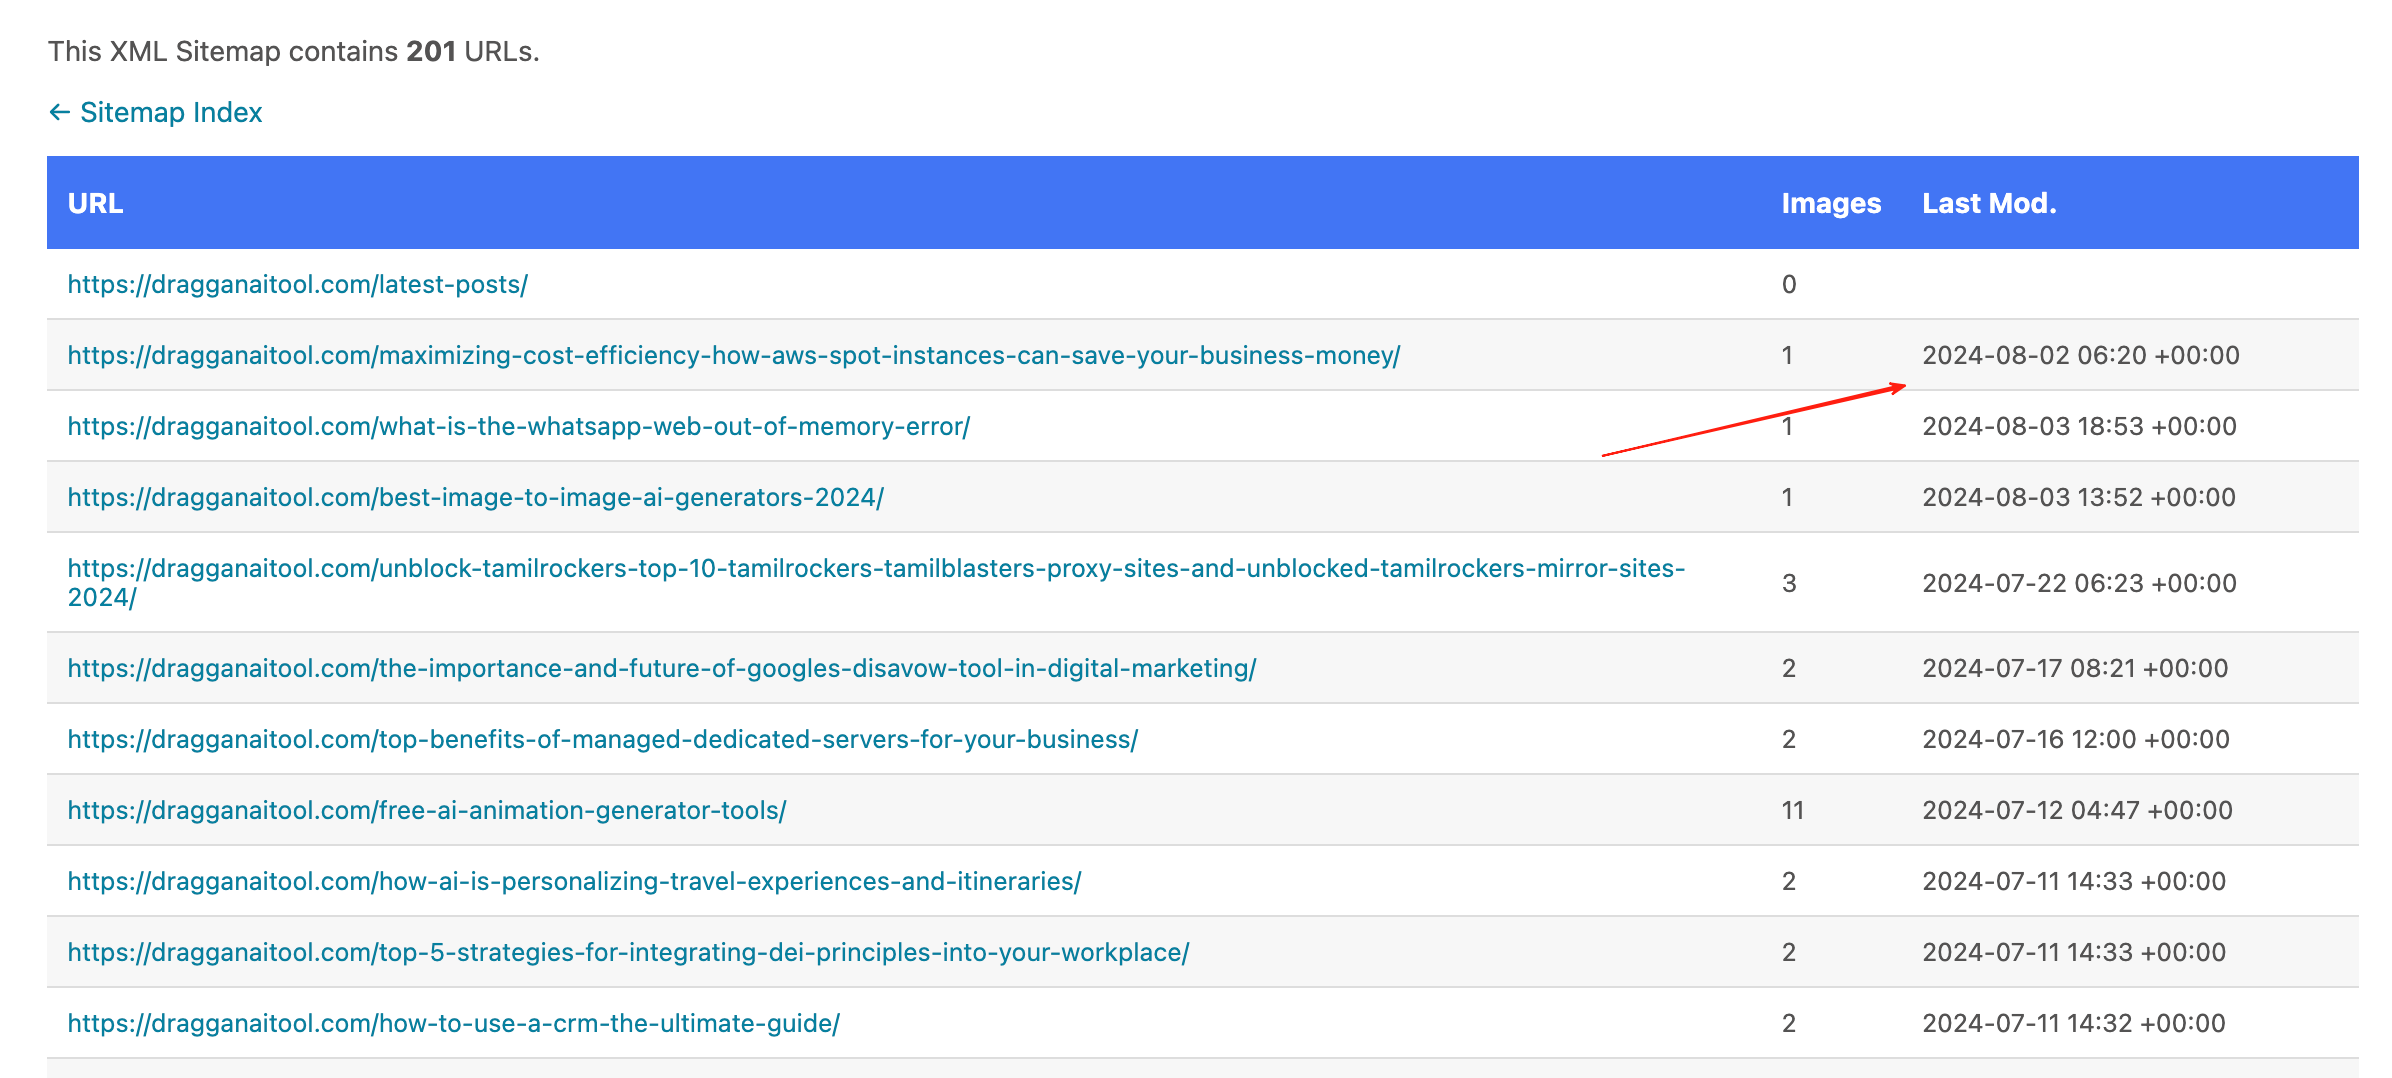 This XML Sitemap contains 201 URLs.
← Sitemap Index
URL Images Last Mod.
https://dragganaitool.com/latest-posts/ 0
https://dragganaitool.com/maximizing-cost-efficiency-how-aws-spot-instances-can-save-your-business-money/ 1 2024-08-02 06:20 +00:00
https://dragganaitool.com/what-is-the-whatsapp-web-out-of-memory-error/ 1 2024-08-03 18:53 +00:00
https://dragganaitool.com/best-image-to-image-ai-generators-2024/ 1 2024-08-03 13:52 +00:00
https://dragganaitool.com/unblock-tamilrockers-top-10-tamilrockers-tamilblasters-proxy-sites-and-unblocked-tamilrockers-mirror-sites-
2024/ 3 2024-07-22 06:23 +00:00
https://dragganaitool.com/the-importance-and-future-of-googles-disavow-tool-in-digital-marketing/ 2 2024-07-17 08:21 +00:00
https://dragganaitool.com/top-benefits-of-managed-dedicated-servers-for-your-business/ 2 2024-07-16 12:00 +00:00
https://dragganaitool.com/free-ai-animation-generator-tools/ 11 2024-07-12 04:47 +00:00
https://dragganaitool.com/how-ai-is-personalizing-travel-experiences-and-itineraries/ 2 2024-07-11 14:33 +00:00
https://dragganaitool.com/top-5-strategies-for-integrating-dei-principles-into-your-workplace/ 2 2024-07-11 14:33 +00:00
https://dragganaitool.com/how-to-use-a-crm-the-ultimate-guide/ 2 2024-07-11 14:32 +00:00